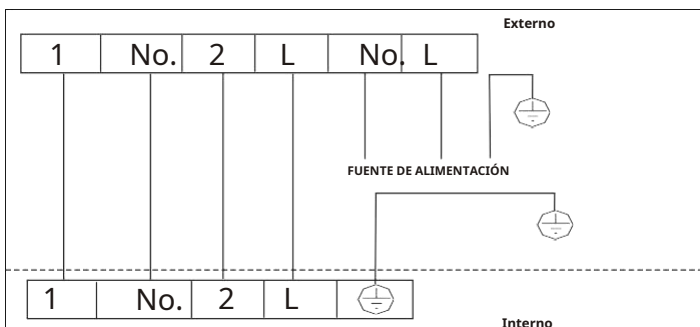 Externo
1 No. 2 L No. L
FUENTE DE ALIMENTACIÓN
1 No. 2 L
Interno